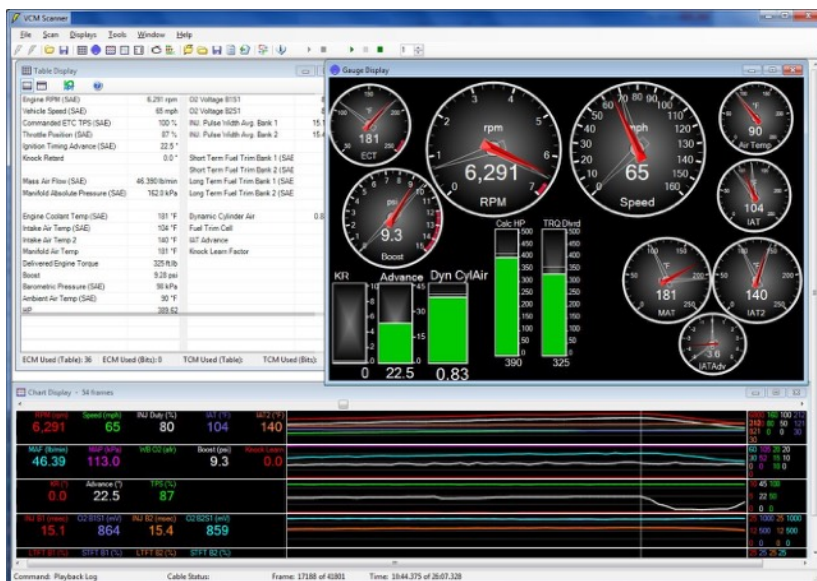 VCM Scanner
File Scan Displays Tools Window Help
Table Display
Engine RPM (SAE) 6,291 rpm O2 Voltage B1S1
Vehicle Speed (SAE) 65 mph O2 Voltage B2S1
Commanded ETC TPS (SAE) 100 % INJ. Pulse Width Avg. Bank 1 15.1
Throttle Position (SAE) 87 % INJ. Pulse Width Avg. Bank 2 15.4
Ignition Timing Advance (SAE) 22.5 °
Knock Retard 0.0 ° Short Term Fuel Trim Bank 1 (SAE
Short Term Fuel Trim Bank 2 (SAE
Mass Air Flow (SAE) 46.390 lb/min Long Term Fuel Trim Bank 1 (SAE
Manifold Absolute Pressure (SAE) 162.0 kPa Long Term Fuel Trim Bank 2 (SAE
Engine Coolant Temp (SAE) 181 °F Dynamic Cylinder Air 0.8
Intake Air Temp (SAE) 104 °F Fuel Trim Cell
Intake Air Temp 2 140 °F IAT Advance
Manifold Air Temp 181 °F Knock Learn Factor
Delivered Engine Torque 325 ft.lb
Boost 9.28 psi
Barometric Pressure (SAE) 98 kPa
Ambient Air Temp (SAE) 90 °F
HP 389.62
ECM Used (Table): 36 ECM Used (Bits): 0 TCM Used (Table): TCM Used (Bits):
Gauge Display
°F
181
ECT
rpm
6,291
RPM
mph
65
Speed
°F
90
Air Temp
104
IAT
psi
9.3
Boost
181
MAT
140
IAT2
-3.6
IATAdv
KR
0
Advance
22.5
Dyn CylAir
0.83
Calc HP
390
TRQ Dlvrd
325
Chart Display - 54 frames
RPM (rpm) Speed (mph) INJ Duty (%) IAT (°F) IAT2 (°F)
6,291 65 80 104 140
MAF (lb/min) MAP (kPa) WB O2 (afr) Boost (psi) Knock Learn
46.39 113.0 9.3 0.0
KR (°) Advance (°) TPS (%)
0.0 22.5 87
INJ B1 (msec) O2 B1S1 (mV) INJ B2 (msec) O2 B2S1 (mV)
15.1 864 15.4 859
LTFT B1 (%) STFT B1 (%) LTFT B2 (%) STFT B2 (%)
Command: Playback Log Cable Status: Frame: 17188 of 41801 Time: 10:44.375 of 26:07.328